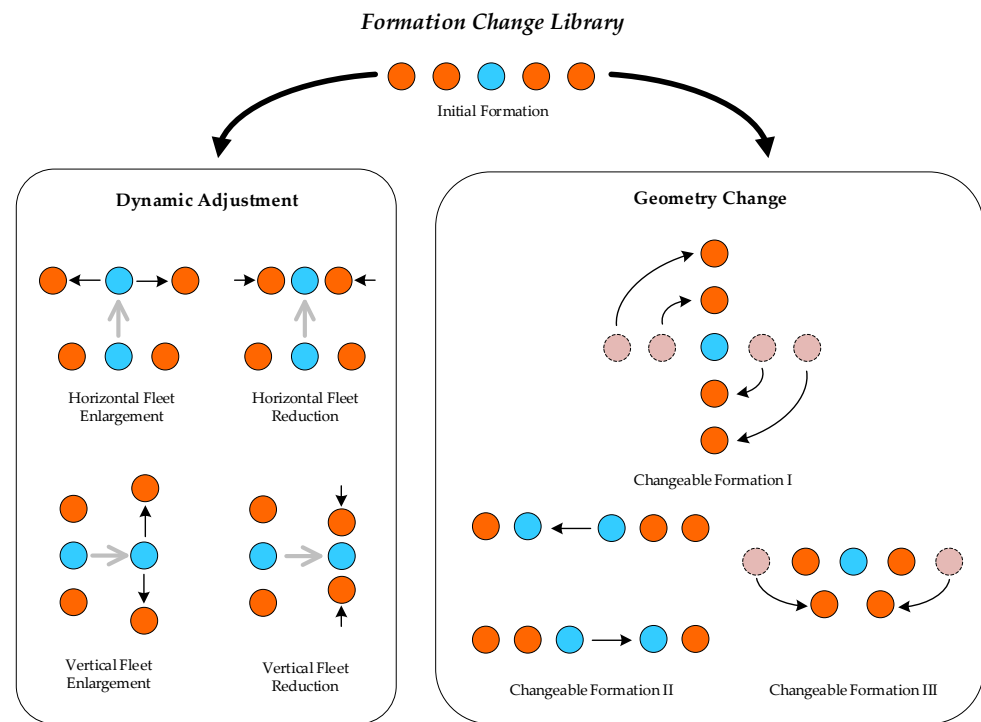 Formation Change Library
Initial Formation
Dynamic Adjustment
Horizontal Fleet
Enlargement
Horizontal Fleet
Reduction
Vertical Fleet
Enlargement
Vertical Fleet
Reduction
Geometry Change
Changeable Formation I
Changeable Formation II
Changeable Formation III